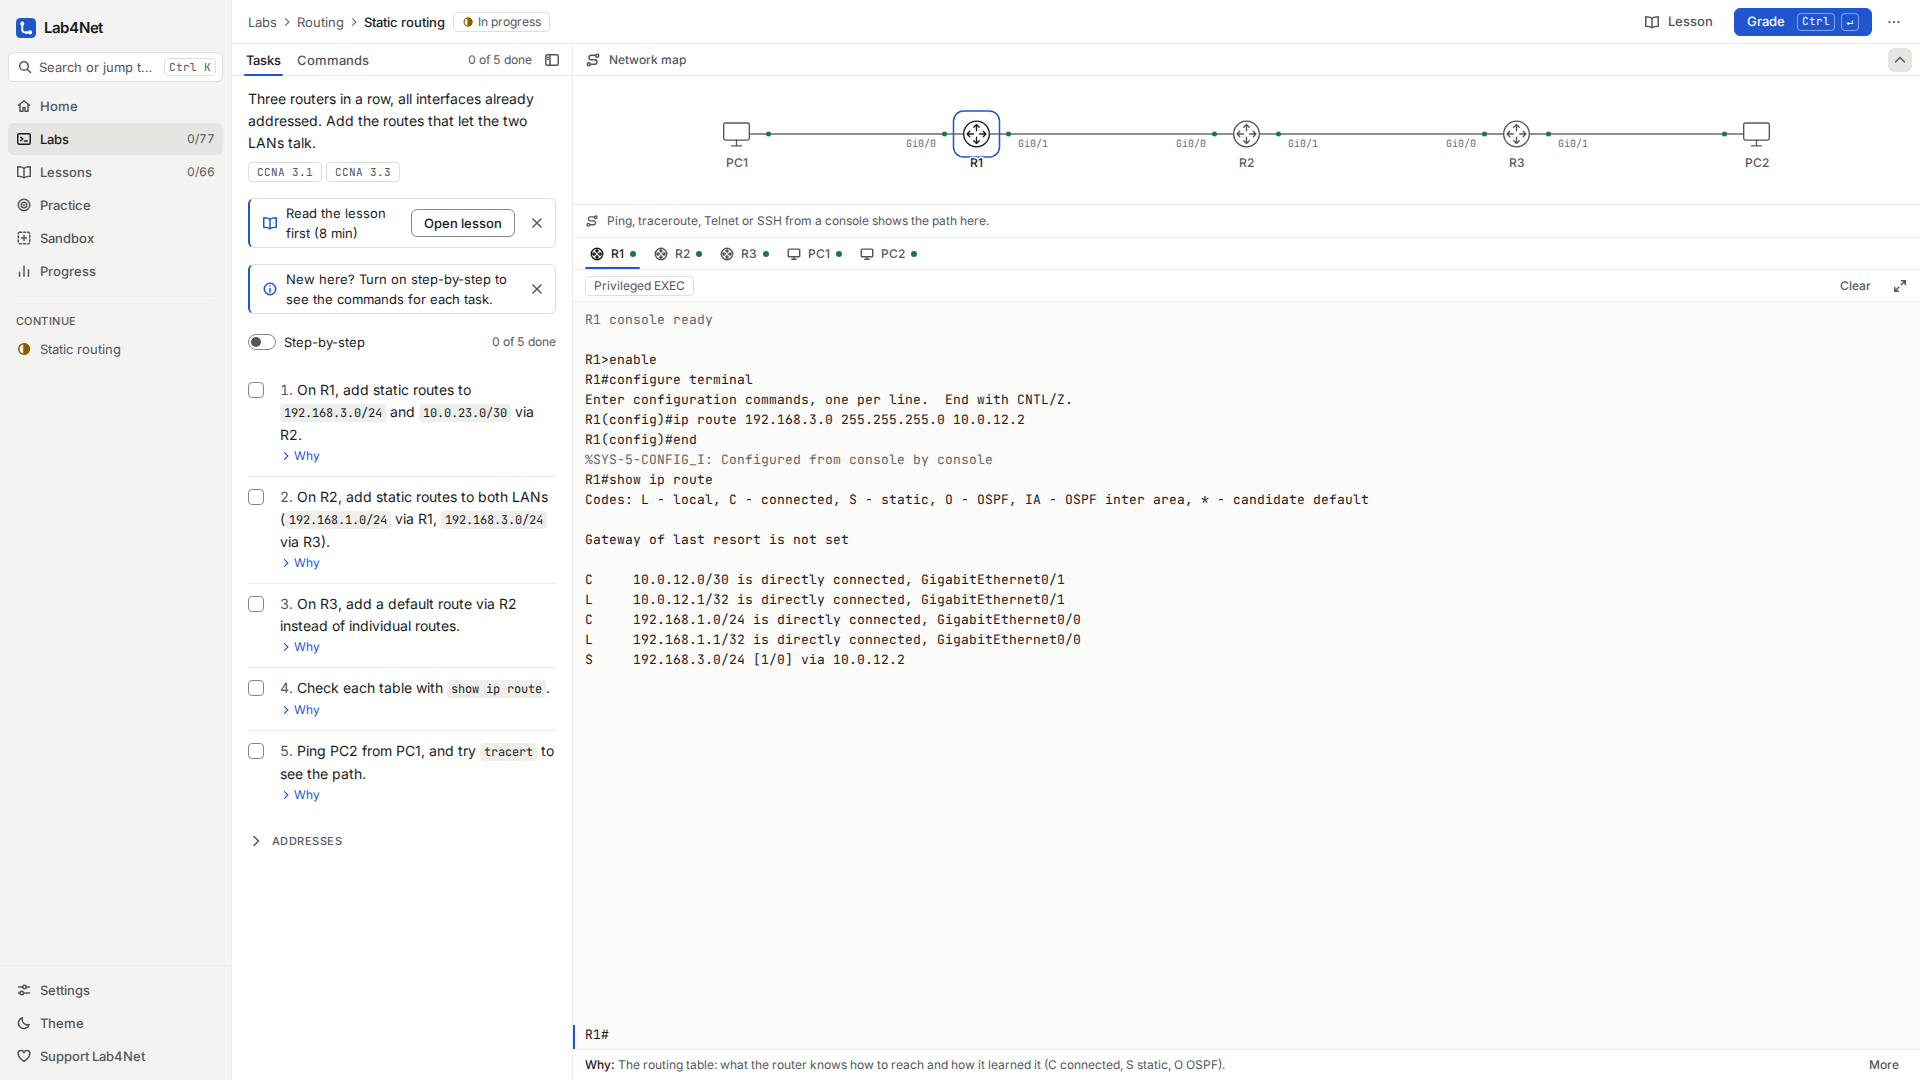 Lab4Net
Search or jump t... Ctrl K
Home
Labs 0/77
Lessons 0/66
Practice
Sandbox
Progress
CONTINUE
Static routing
Settings
Theme
Support Lab4Net
Labs > Routing > Static routing In progress
Lesson
Grade Ctrl ↵
Tasks Commands 0 of 5 done
Three routers in a row, all interfaces already
addressed. Add the routes that let the two
LANs talk.
CCNA 3.1 CCNA 3.3
Read the lesson
first (8 min)
Open lesson
New here? Turn on step-by-step to
see the commands for each task.
Step-by-step 0 of 5 done
1. On R1, add static routes to
192.168.3.0/24 and 10.0.23.0/30 via
R2.
Why
2. On R2, add static routes to both LANs
(192.168.1.0/24 via R1, 192.168.3.0/24
via R3).
Why
3. On R3, add a default route via R2
instead of individual routes.
Why
4. Check each table with show ip route.
Why
5. Ping PC2 from PC1, and try tracert to
see the path.
Why
ADDRESSES
Network map
Gi0/0 Gi0/1 Gi0/0 Gi0/1 Gi0/0 Gi0/1
PC1 R1 R2 R3 PC2
Ping, traceroute, Telnet or SSH from a console shows the path here.
R1 R2 R3 PC1 PC2
Privileged EXEC Clear
R1 console ready
R1>enable
R1#configure terminal
Enter configuration commands, one per line.  End with CNTL/Z.
R1(config)#ip route 192.168.3.0 255.255.255.0 10.0.12.2
R1(config)#end
%SYS-5-CONFIG_I: Configured from console by console
R1#show ip route
Codes: L - local, C - connected, S - static, O - OSPF, IA - OSPF inter area, * - candidate default
Gateway of last resort is not set
C     10.0.12.0/30 is directly connected, GigabitEthernet0/1
L     10.0.12.1/32 is directly connected, GigabitEthernet0/1
C     192.168.1.0/24 is directly connected, GigabitEthernet0/0
L     192.168.1.1/32 is directly connected, GigabitEthernet0/0
S     192.168.3.0/24 [1/0] via 10.0.12.2
R1#
Why: The routing table: what the router knows how to reach and how it learned it (C connected, S static, O OSPF). More